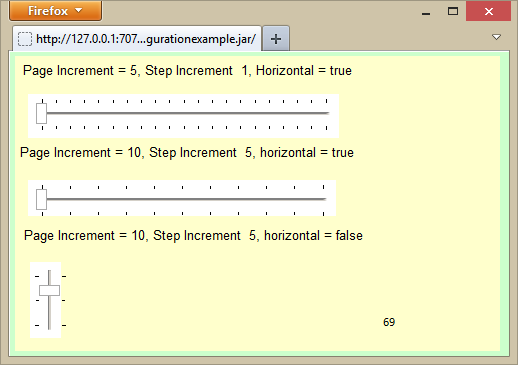 Firefox
http://127.0.0.1:707...gurationexample.jar/
Page Increment = 5, Step Increment 1, Horizontal = true
Page Increment = 10, Step Increment 5, horizontal = true
Page Increment = 10, Step Increment 5, horizontal = false
69